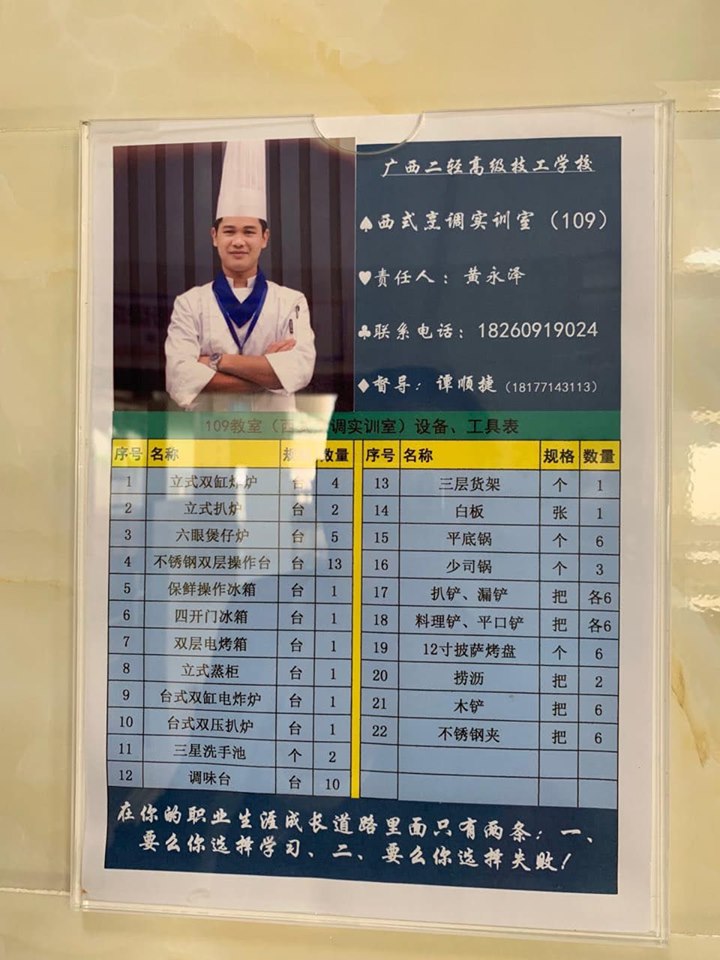 广西二轻高级技工学校
♠西式烹调实训室（109）
♥责任人：黄永泽
♣联系电话：18260919024
♦督导：谭顺捷（18177143113）
109教室（西式 调实训室）设备、工具表
序号 名称 规 数量 序号 名称 规格 数量
1 立式双缸炸炉 台 4 13 三层货架 个 1
2 立式扒炉 台 2 14 白板 张 1
3 六眼煲仔炉 台 5 15 平底锅 个 6
4 不锈钢双层操作台 台 13 16 少司锅 个 3
5 保鲜操作冰箱 台 1 17 扒铲、漏铲 把 各6
6 四开门冰箱 台 1 18 料理铲、平口铲 把 各6
7 双层电烤箱 台 1 19 12寸披萨烤盘 个 6
8 立式蒸柜 台 1 20 捞沥 把 2
9 台式双缸电炸炉 台 1 21 木铲 把 6
10 台式双压扒炉 台 1 22 不锈钢夹 把 6
11 三星洗手池 个 2
12 调味台 台 10
在你的职业生涯成长道路里面只有两条：一、
要么你选择学习、二、要么你选择失败！